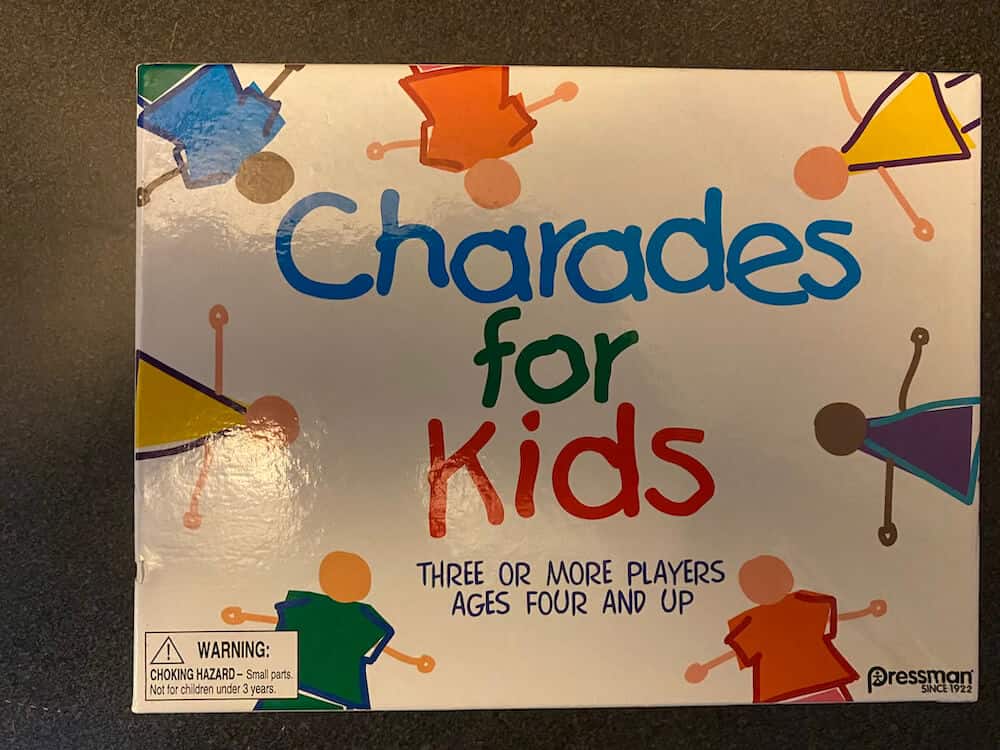 Charades
for
Kids
THREE OR MORE PLAYERS
AGES FOUR AND UP
WARNING:
CHOKING HAZARD – Small parts.
Not for children under 3 years.
Pressman®
SINCE 1922